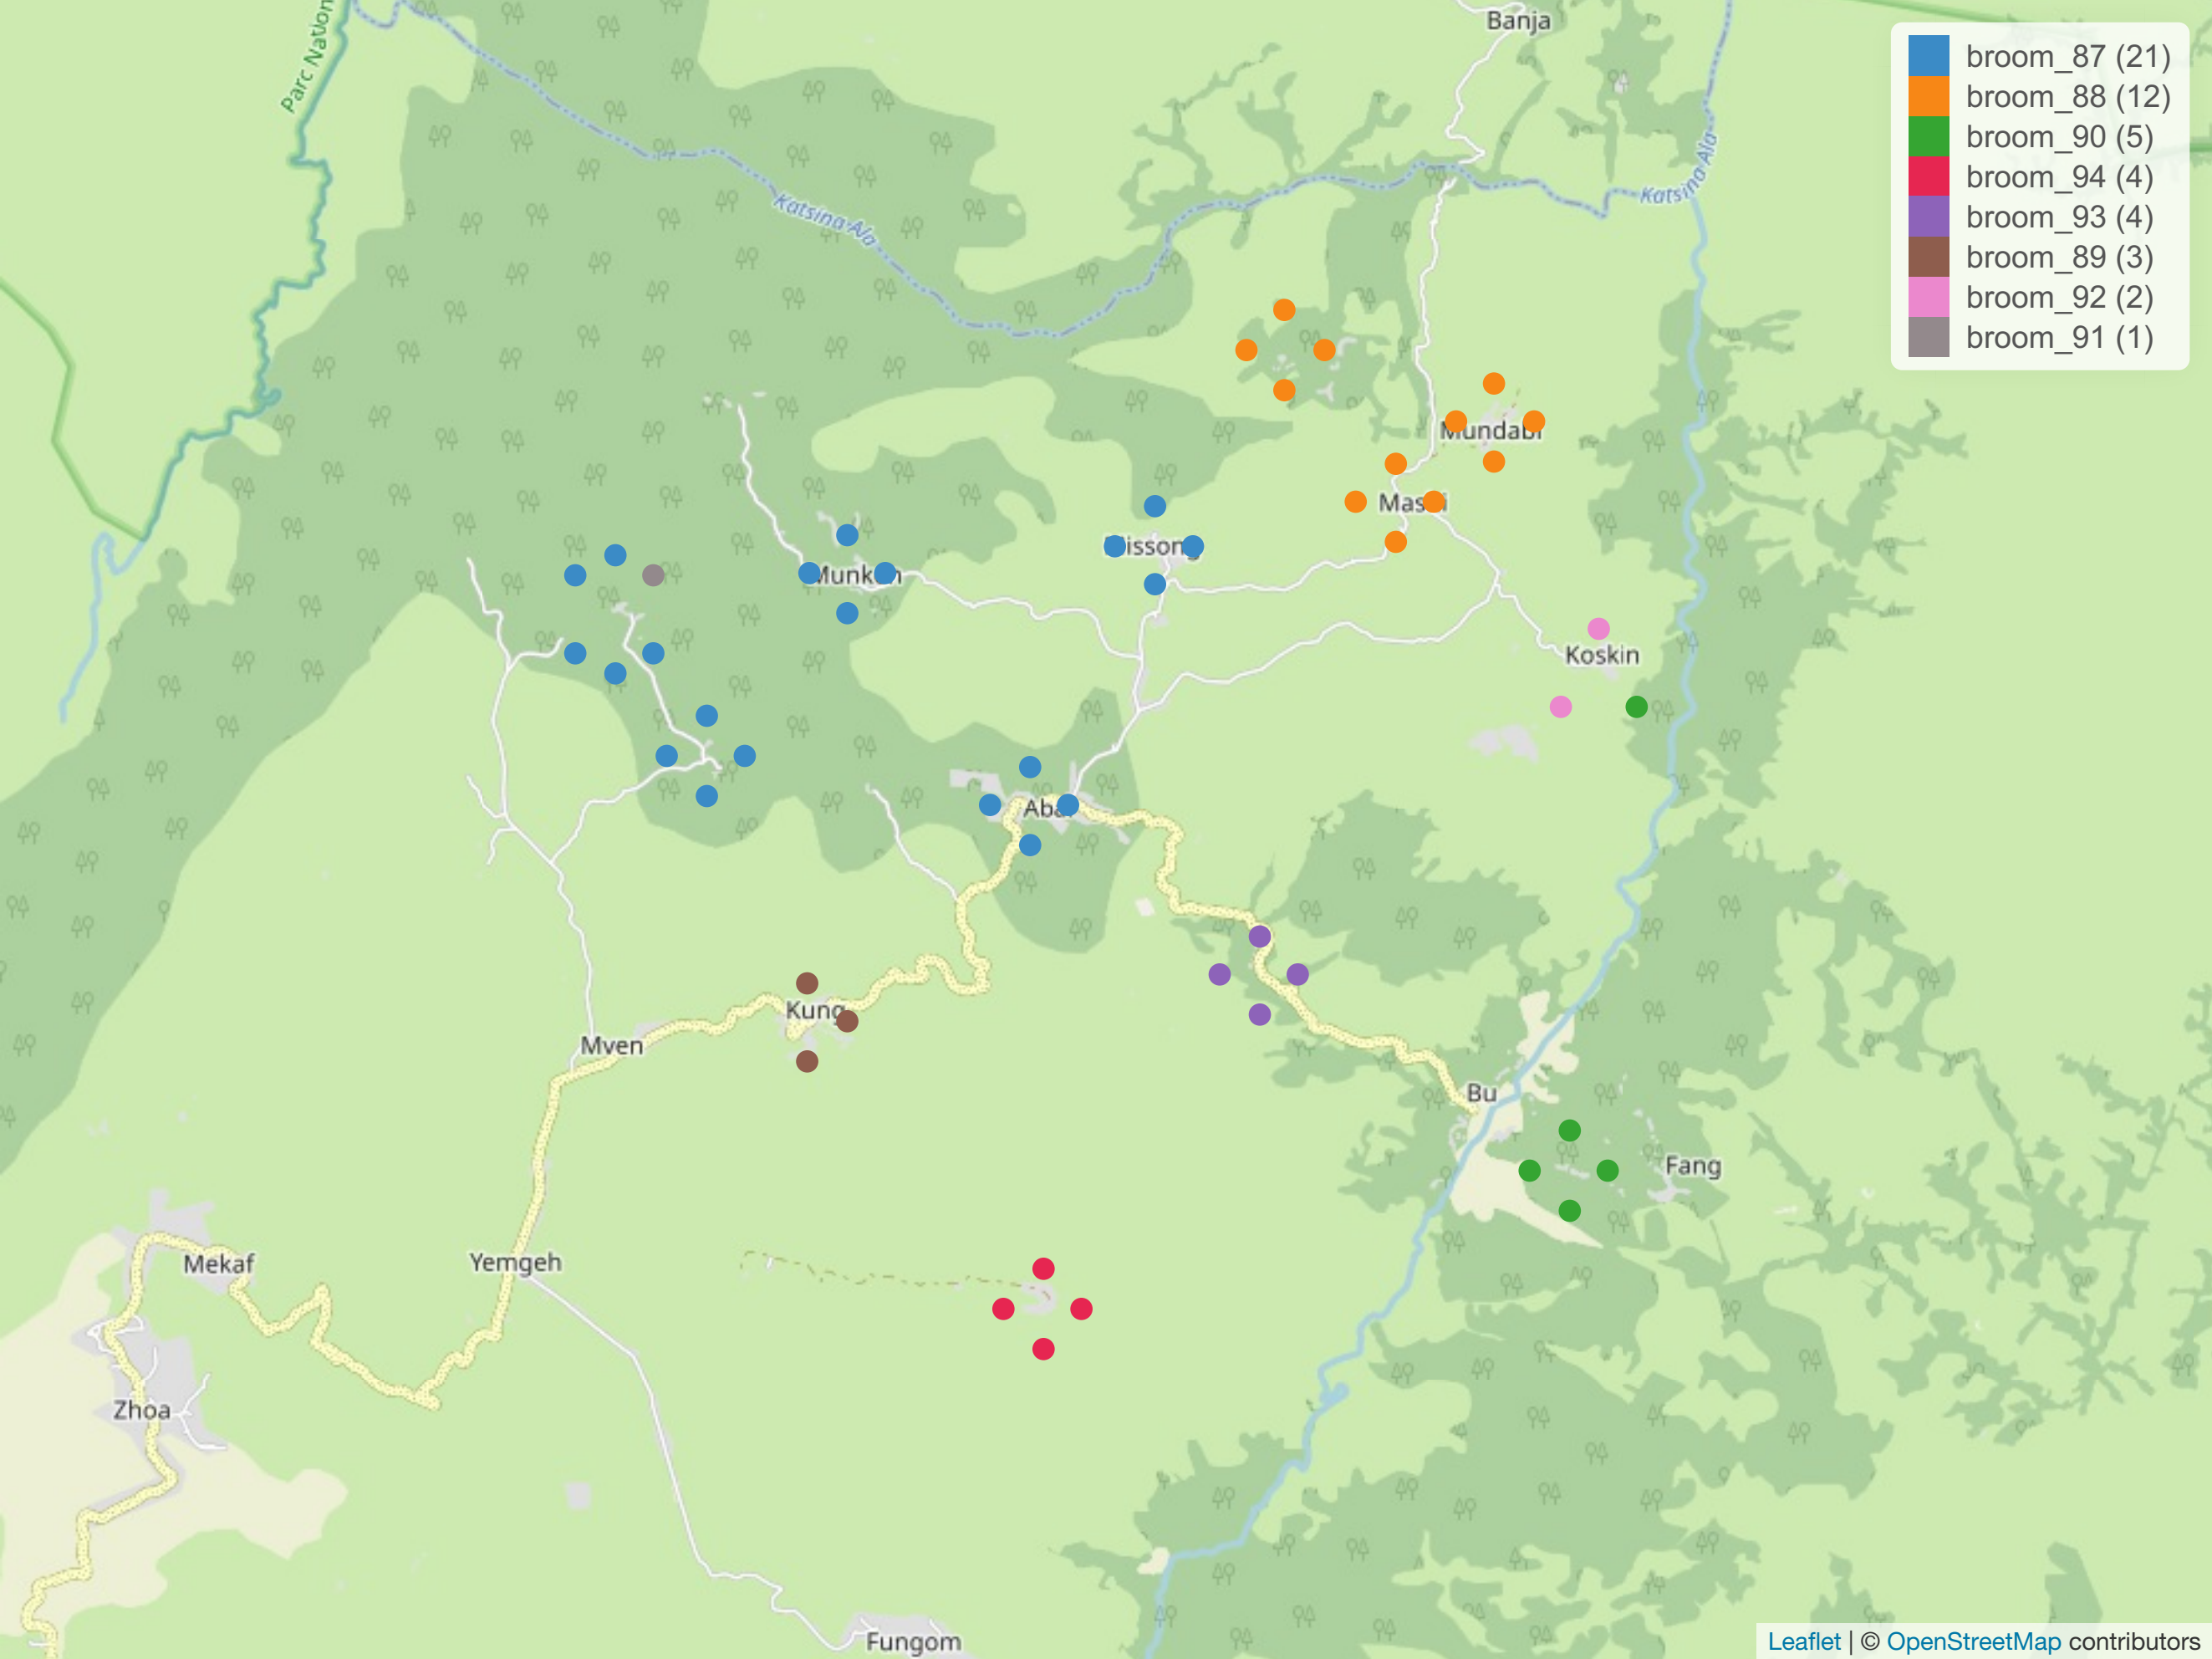 Banja
Parc Nation
broom_87 (21)
broom_88 (12)
broom_90 (5)
broom_94 (4)
broom_93 (4)
broom_89 (3)
broom_92 (2)
broom_91 (1)
Katsina-Ala
Katsina-Ala
Mundabi
Koskin
Kung
Mven
Bu
Fang
Mekaf
Yemgeh
Zhoa
Fungom
Leaflet | © OpenStreetMap contributors